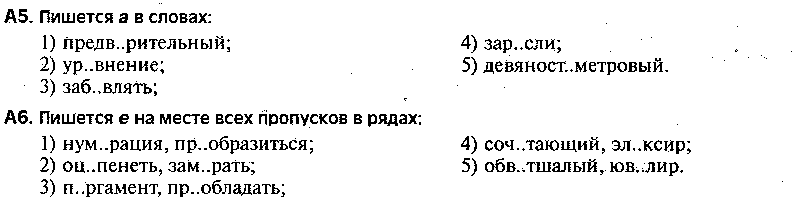 А5. Пишется а в словах:
1) предв..рительный;
2) ур..внение;
3) заб..влять;
4) зар..сли;
5) девяност..метровый.
А6. Пишется е на месте всех пропусков в рядах:
1) нум..рация, пр..образиться;
2) оц..пенеть, зам..рать;
3) п..ргамент, пр..обладать;
4) соч..тающий, эл..ксир;
5) обв..тшалый, юв..лир.